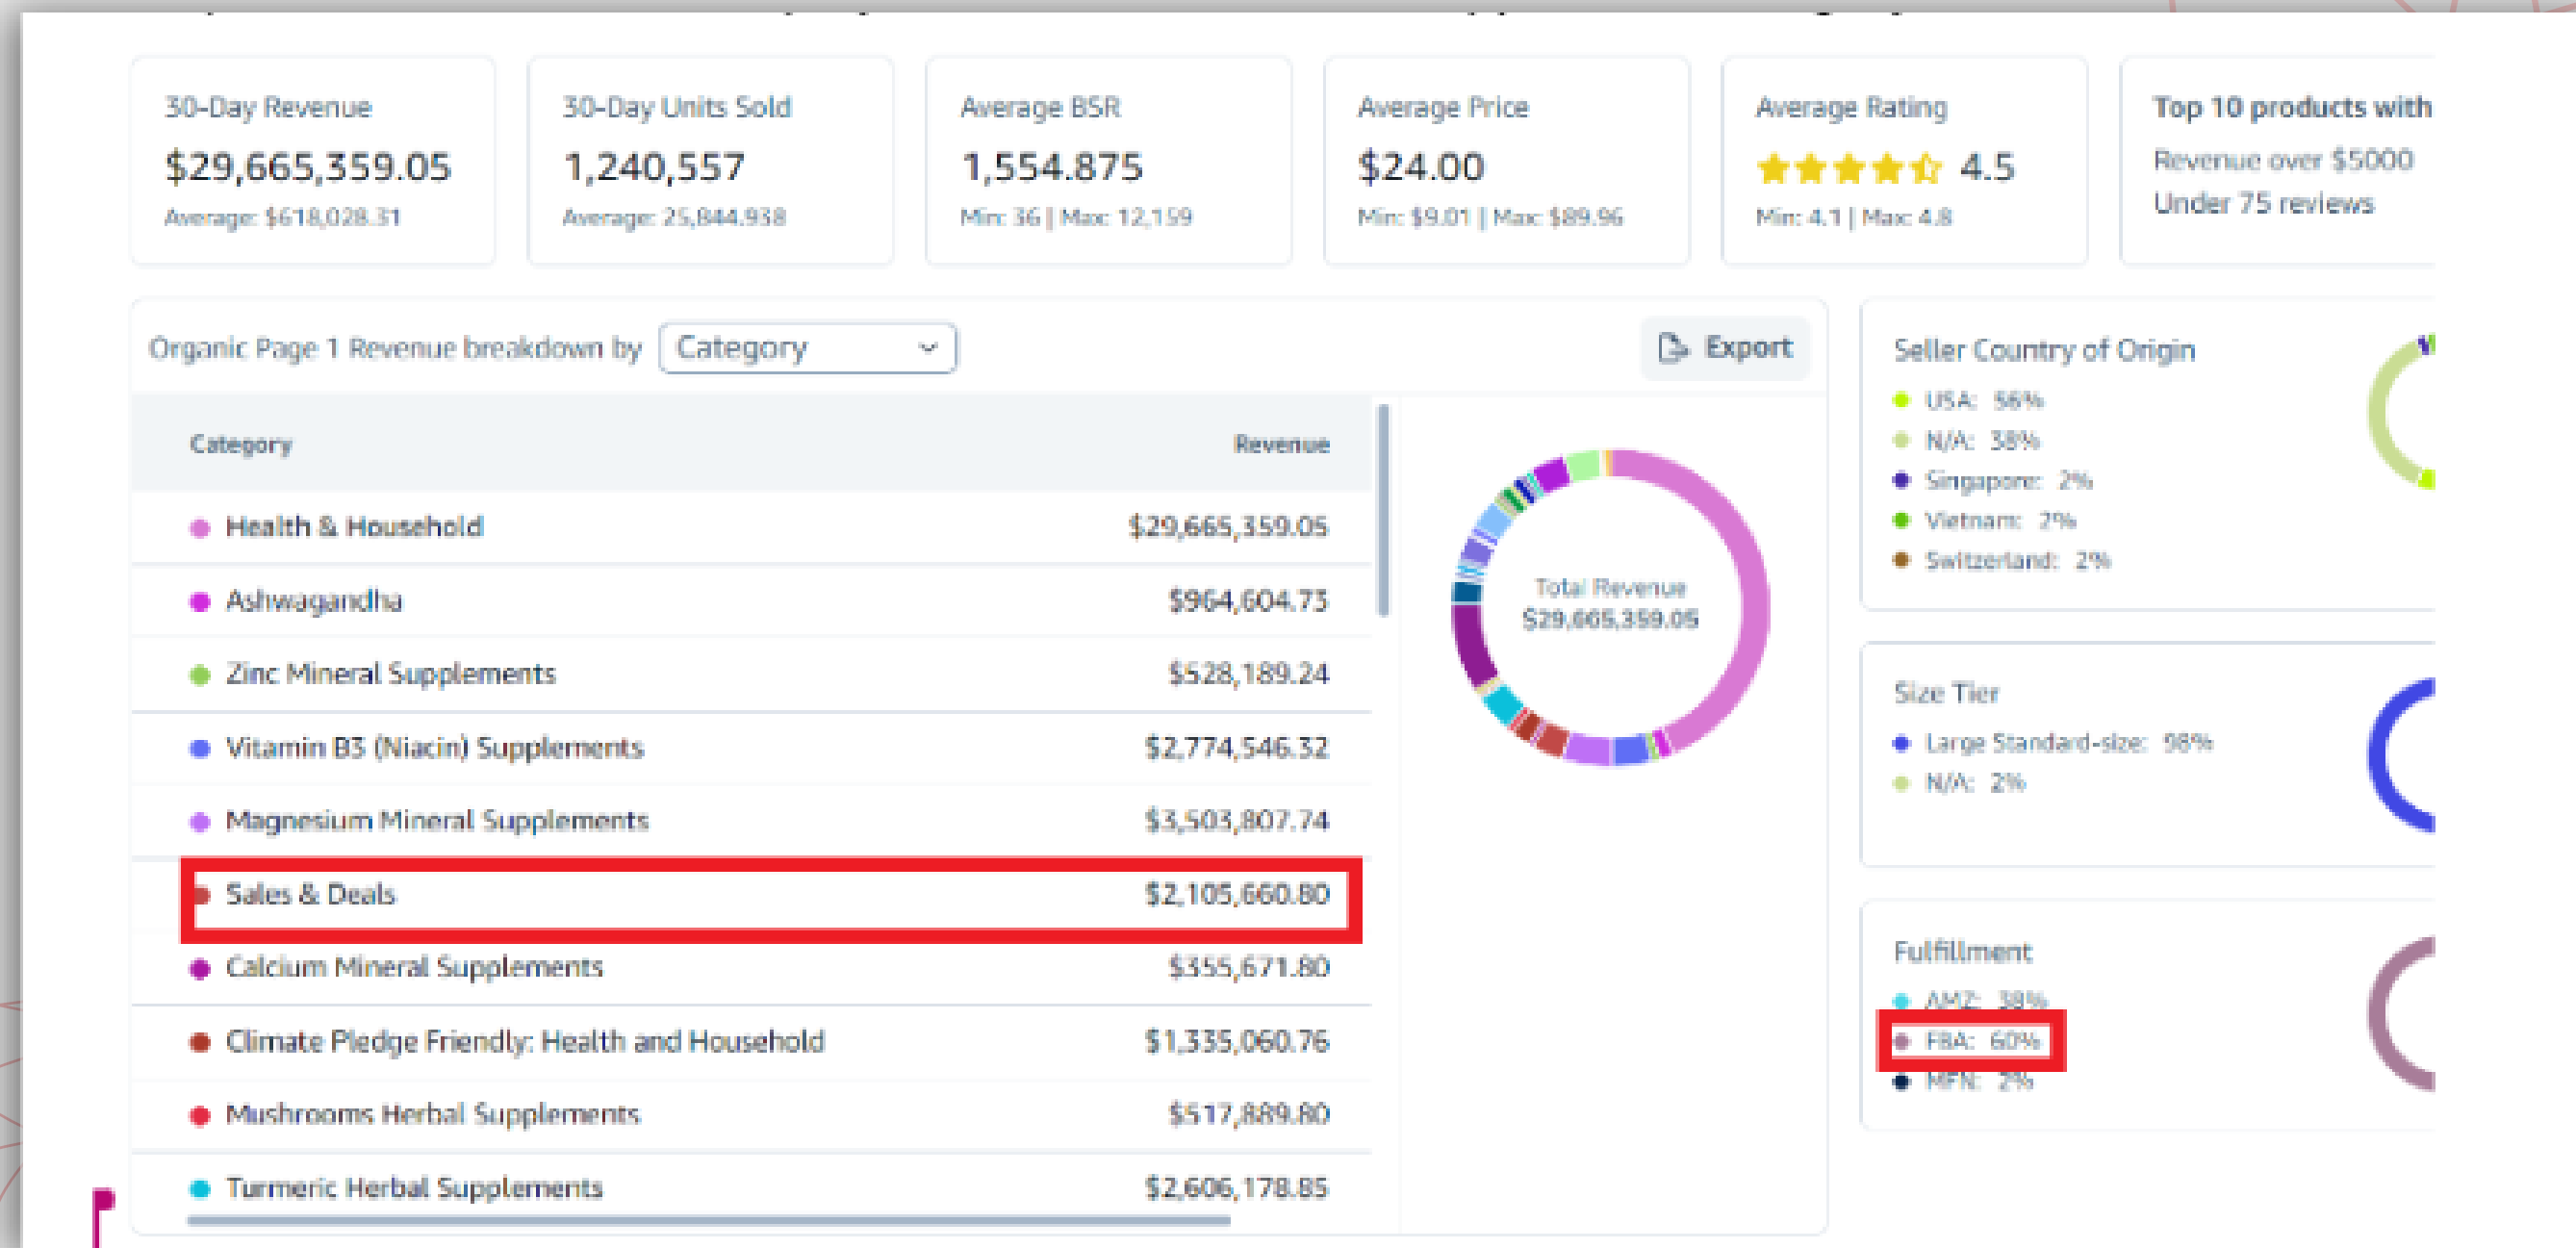 30-Day Revenue
$29,665,359.05
Average: $618,028.31
30-Day Units Sold
1,240,557
Average: 25,844.938
Average BSR
1,554.875
Min: 36 | Max: 12,159
Average Price
$24.00
Min: $9.01 | Max: $89.96
Average Rating
4.5
Min: 4.1 | Max: 4.8
Top 10 products with
Revenue over $5000
Under 75 reviews
Organic Page 1 Revenue breakdown by Category
Export
Category Revenue
Health & Household $29,665,359.05
Ashwagandha $964,604.73
Zinc Mineral Supplements $528,189.24
Vitamin B3 (Niacin) Supplements $2,774,546.32
Magnesium Mineral Supplements $3,503,807.74
Sales & Deals $2,105,660.80
Calcium Mineral Supplements $355,671.80
Climate Pledge Friendly: Health and Household $1,335,060.76
Mushrooms Herbal Supplements $517,889.80
Turmeric Herbal Supplements $2,606,178.85
Total Revenue
$29,665,359.05
Seller Country of Origin
USA: 56%
N/A: 38%
Singapore: 2%
Vietnam: 2%
Switzerland: 2%
Size Tier
Large Standard-size: 98%
N/A: 2%
Fulfillment
AMZ: 38%
FBA: 60%
MFN: 2%